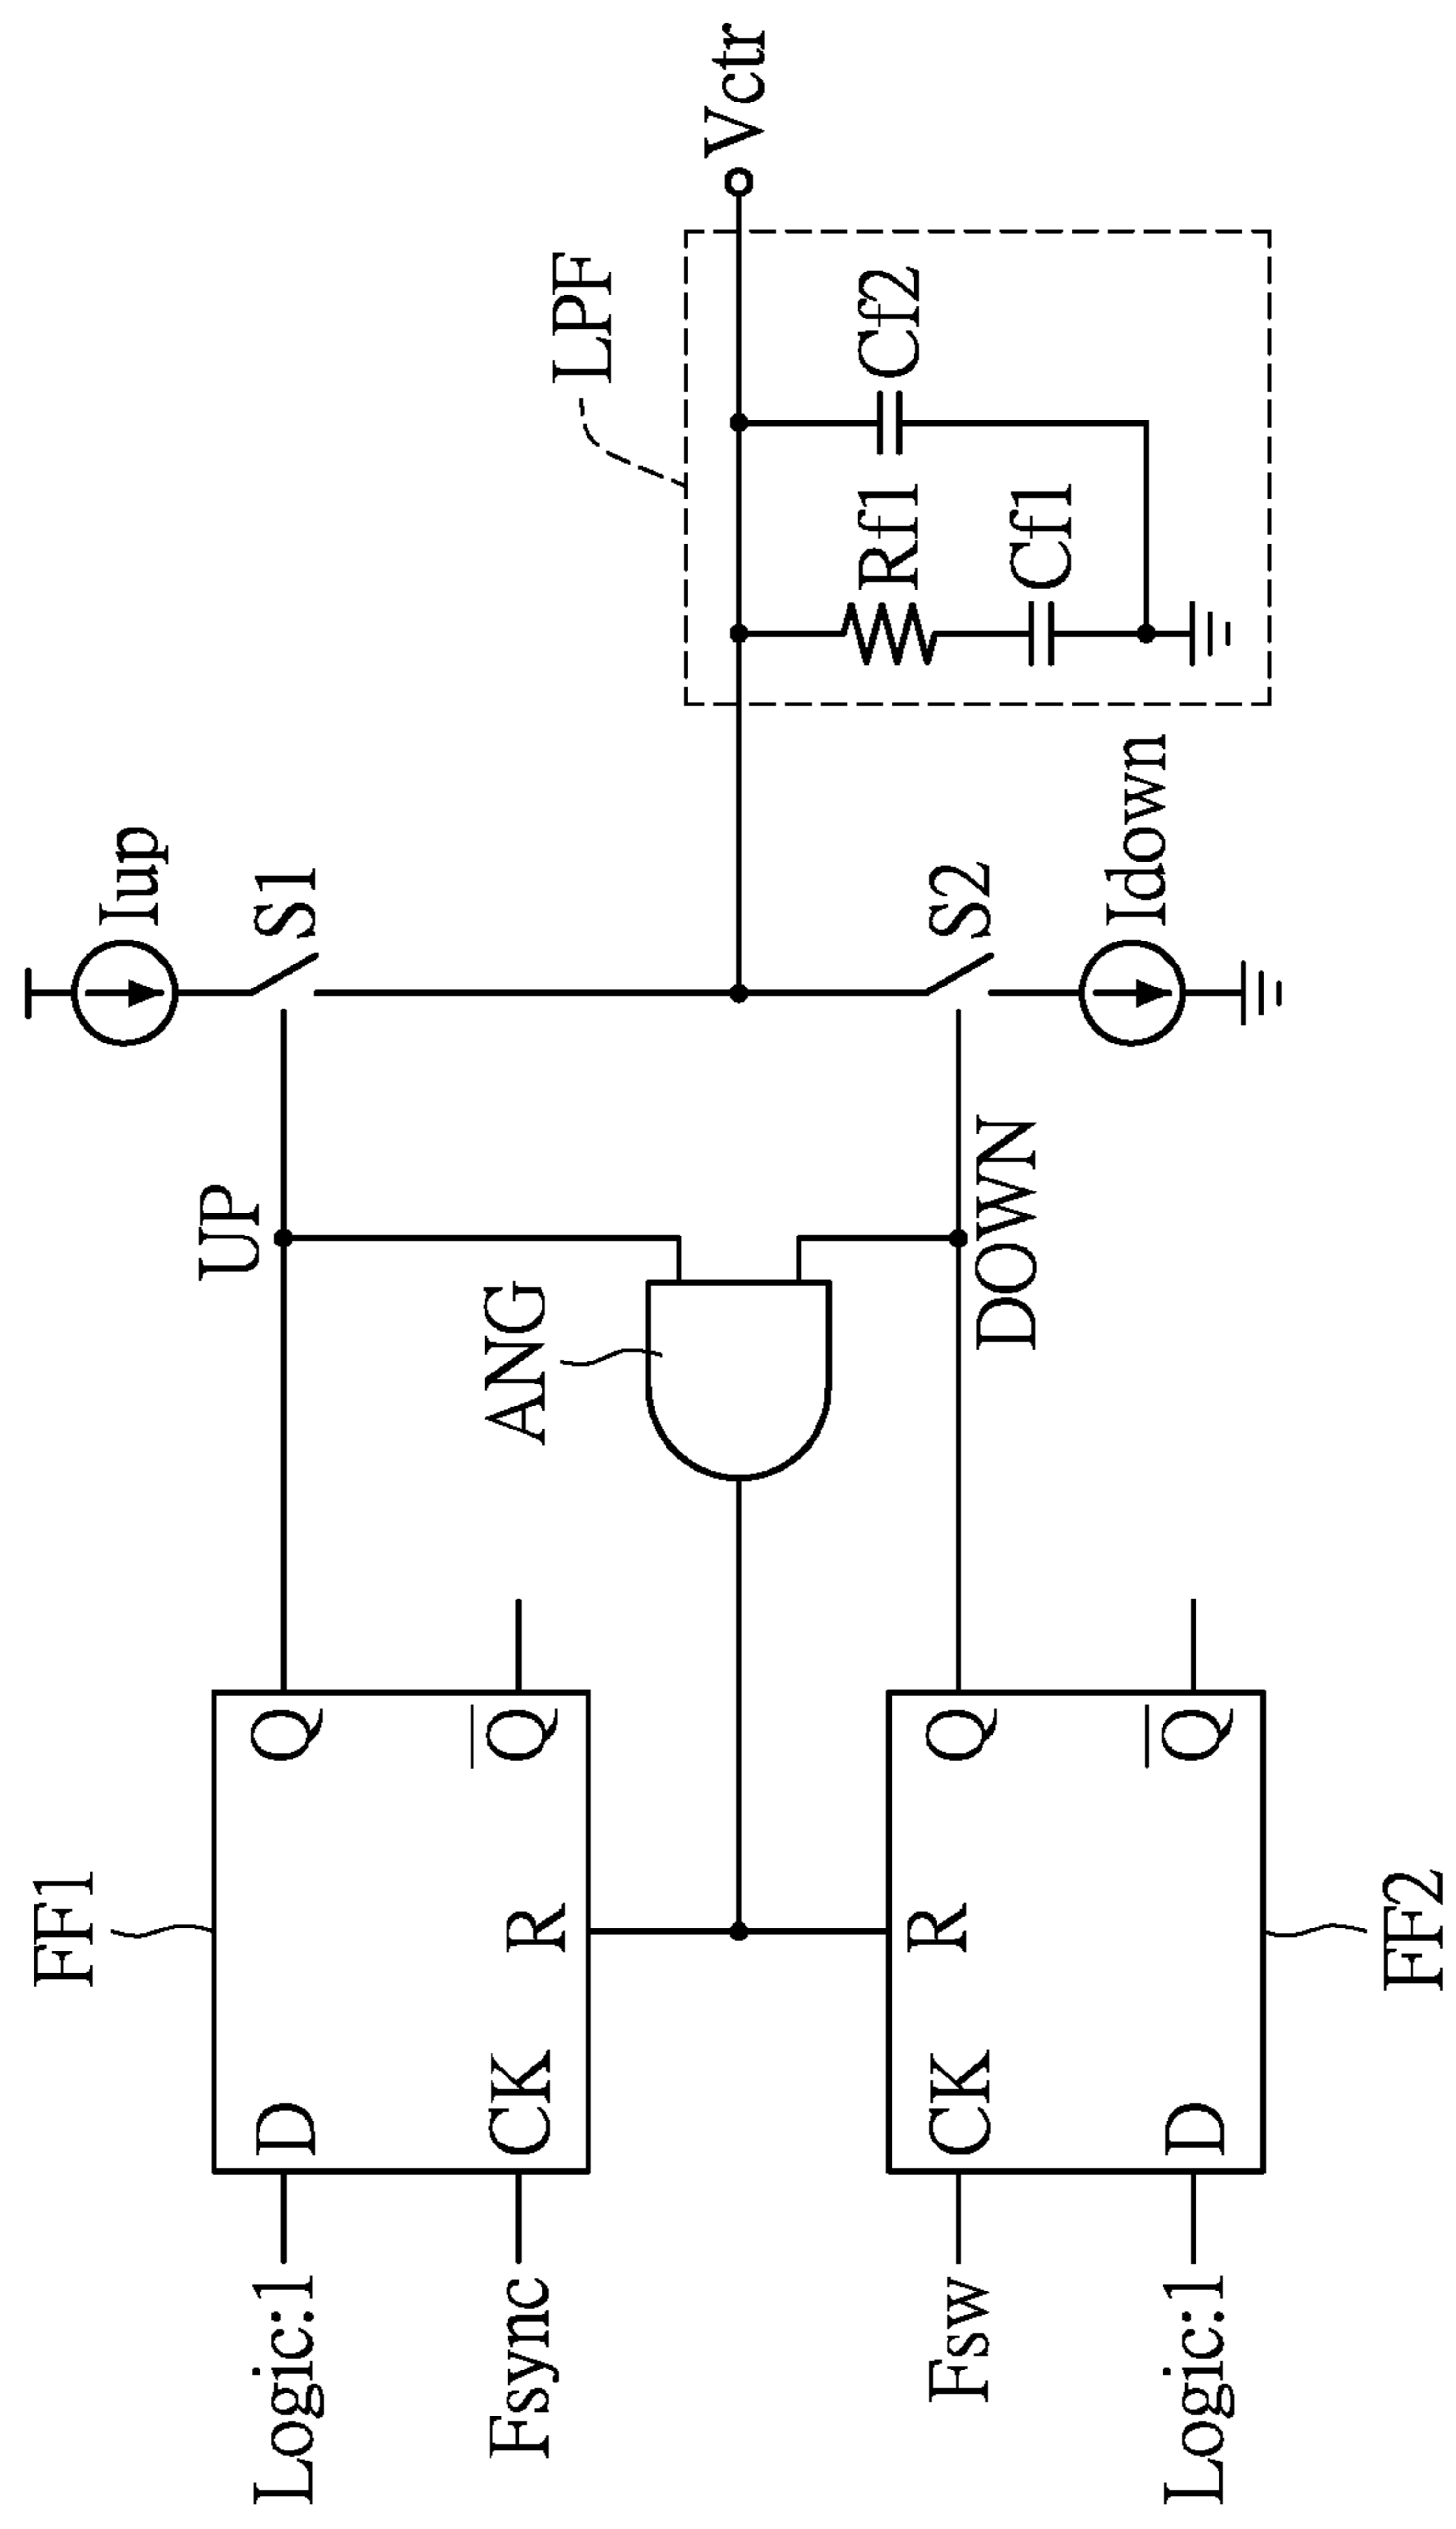 FF1
Logic:1
D
Q
UP
S1
Iup
Fsync
CK
R
Q
ANG
LPF
Vctr
Rf1
Cf2
Cf1
Fsw
CK
R
Q
DOWN
S2
Idown
Logic:1
D
Q
FF2